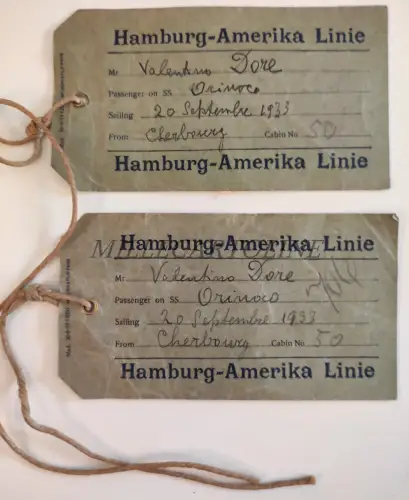 Hamburg-Amerika Linie
Mr Valentino Dore
Passenger on SS Orinoco
Sailing 20 Septembre 1933
From Cherbourg Cabin No 50
Hamburg-Amerika Linie
MILLECARTOLINE
Hamburg-Amerika Linie
Mr Valentino Dore
Passenger on SS Orinoco
Sailing 20 Septembre 1933
From Cherbourg Cabin No 50
Hamburg-Amerika Linie